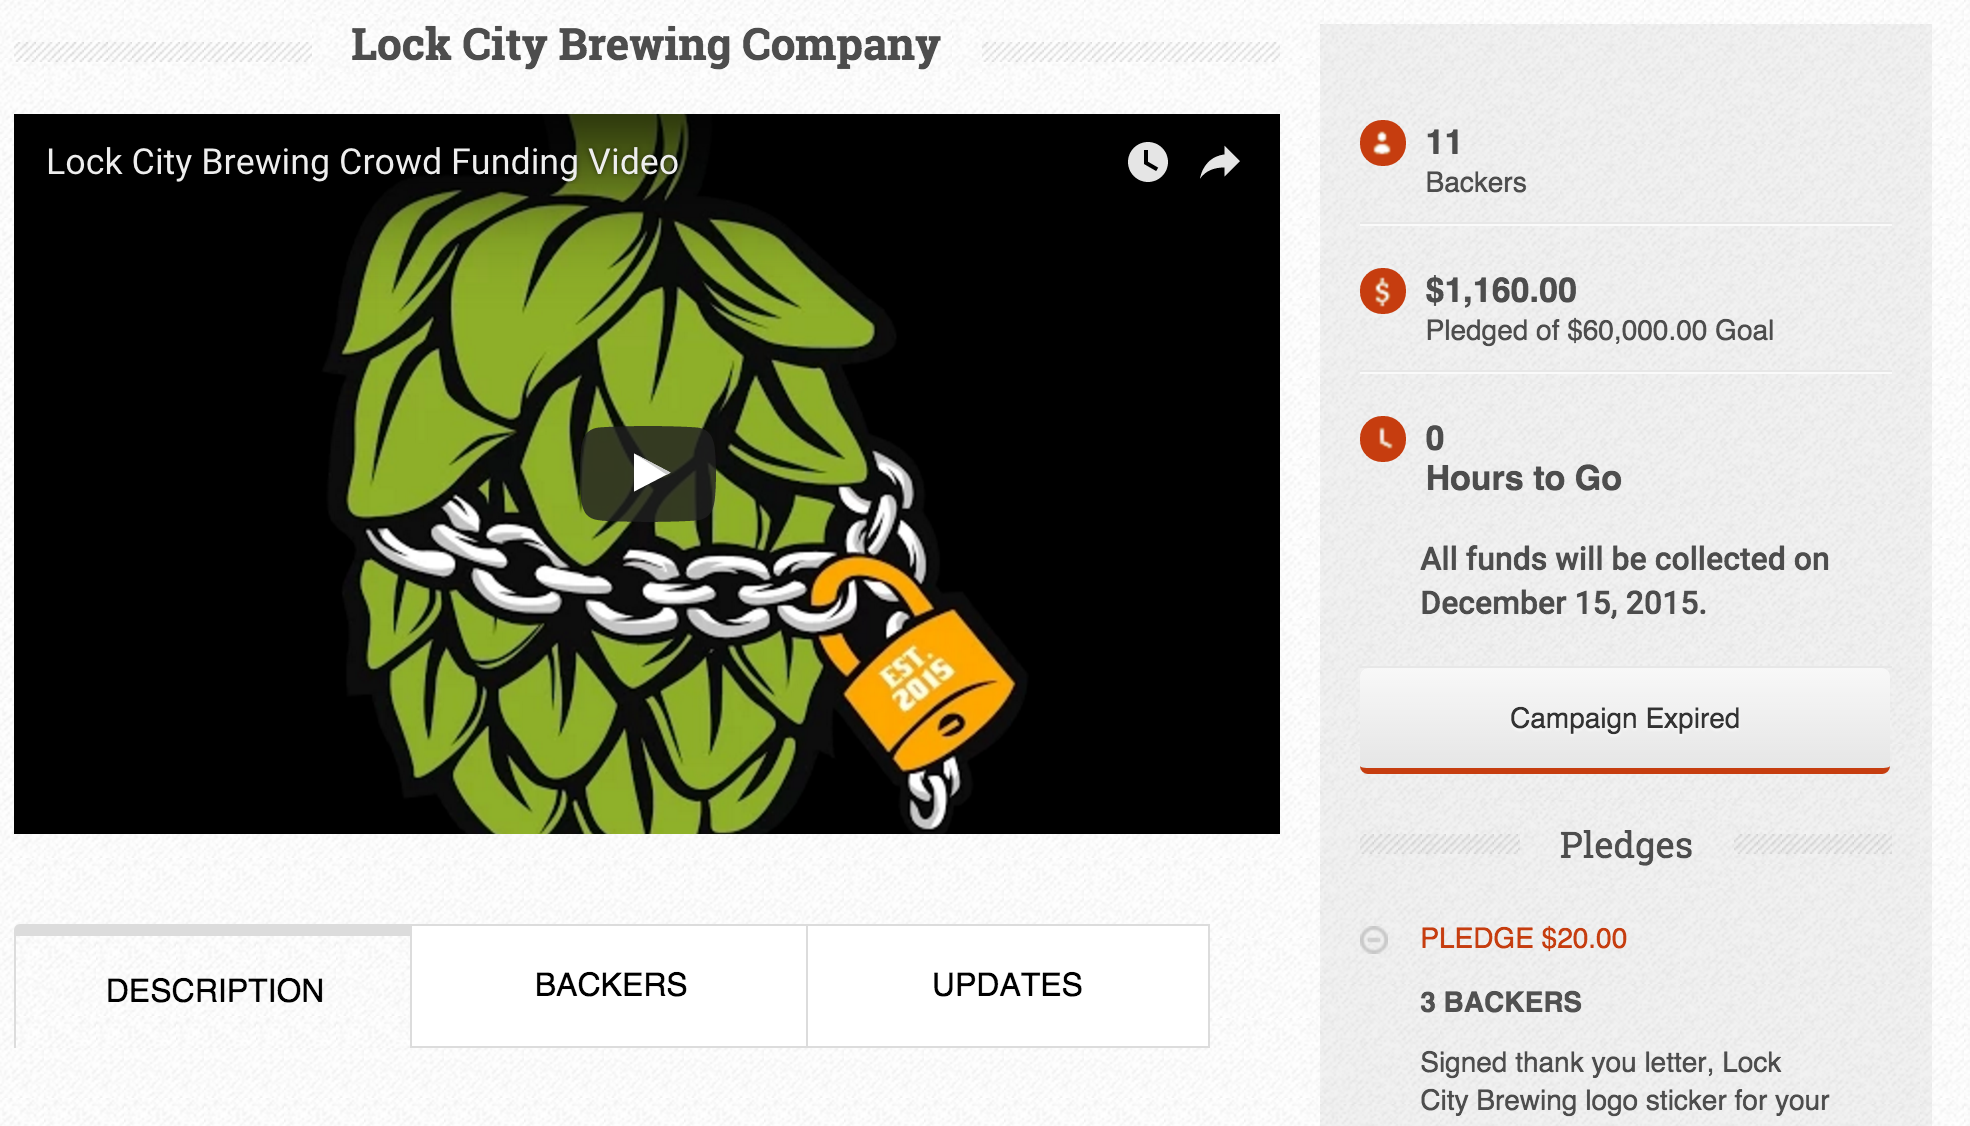 Lock City Brewing Company
Lock City Brewing Crowd Funding Video
EST.
2015
DESCRIPTION
BACKERS
UPDATES
11
Backers
$1,160.00
Pledged of $60,000.00 Goal
0
Hours to Go
All funds will be collected on
December 15, 2015.
Campaign Expired
Pledges
PLEDGE $20.00
3 BACKERS
Signed thank you letter, Lock
City Brewing logo sticker for your